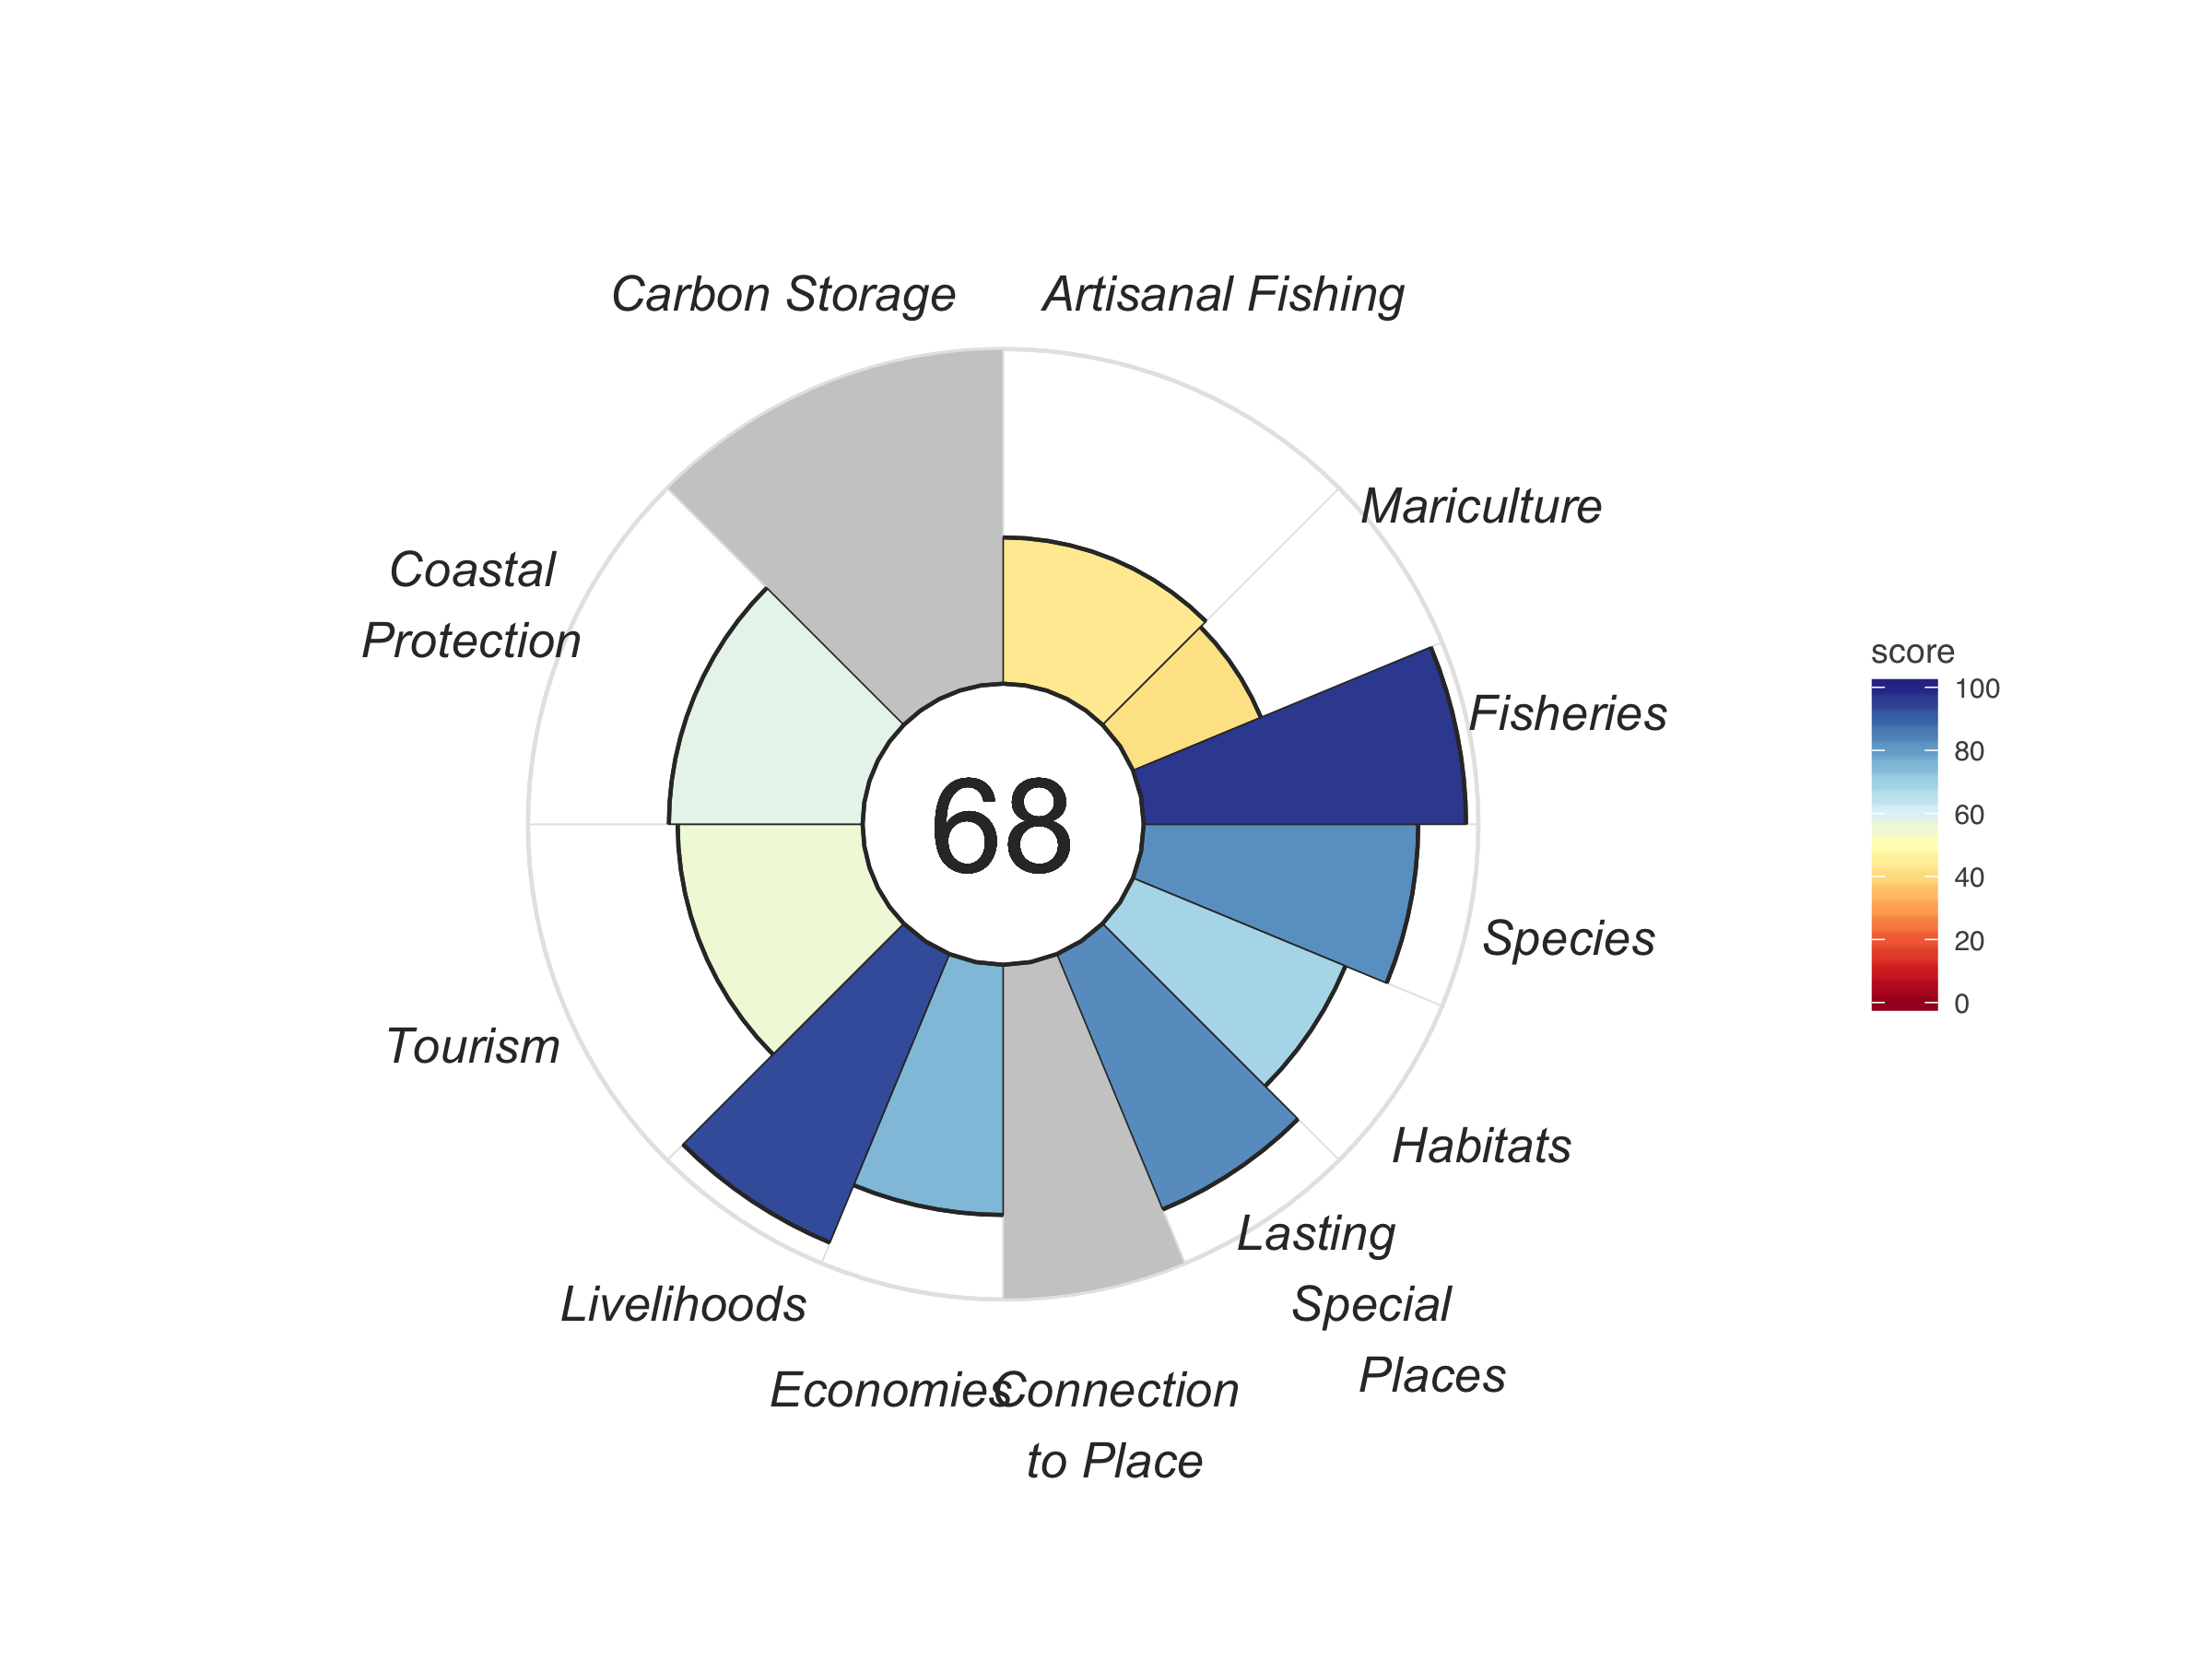 Carbon Storage
Artisanal Fishing
Mariculture
Coastal
Protection
Fisheries
score
100
80
60
40
20
0
68
Species
Tourism
Habitats
Lasting
Special
Places
Livelihoods
Economies
Connection
to Place